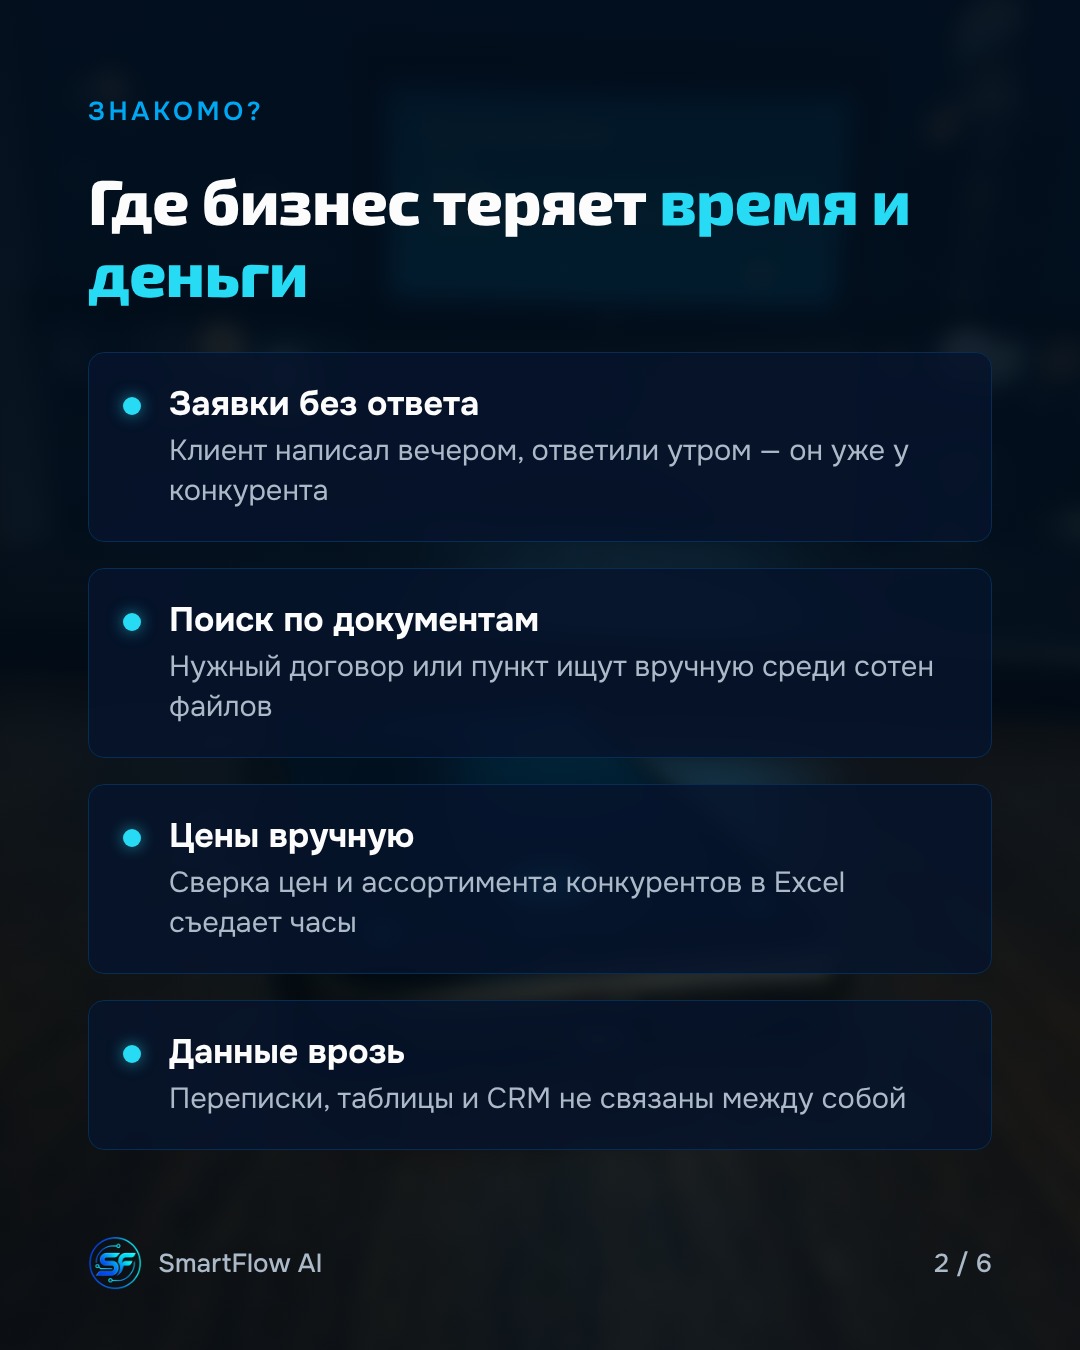 ЗНАКОМО?
Где бизнес теряет время и
деньги
Заявки без ответа
Клиент написал вечером, ответили утром — он уже у
конкурента
Поиск по документам
Нужный договор или пункт ищут вручную среди сотен
файлов
Цены вручную
Сверка цен и ассортимента конкурентов в Excel
съедает часы
Данные врозь
Переписки, таблицы и CRM не связаны между собой
SF SmartFlow AI
2 / 6